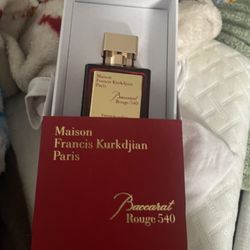 Maison
Francis Kurkdjian
Paris
Baccarat
Rouge 540
Maison
Francis Kurkdjian
Paris
Baccarat
Rouge 540